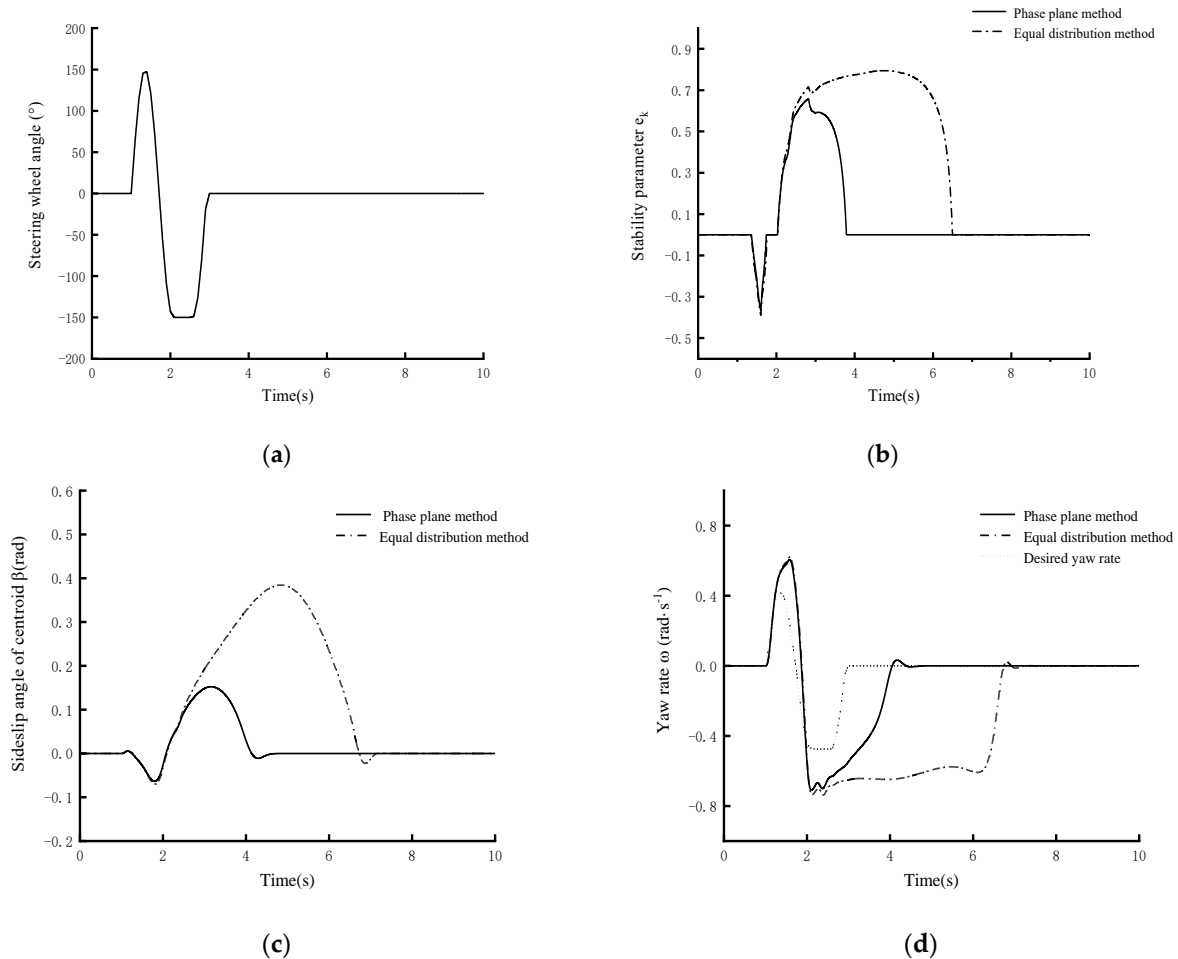 200
150
100
50
0
-50
-100
-150
-200
0 2 4 6 8 10
Steering wheel angle (°)
Time(s)
(a)
Phase plane method
Equal distribution method
0.9
0.7
0.5
0.3
0.1
-0.1
-0.3
-0.5
0 2 4 6 8 10
Stability parameter ek
Time(s)
(b)
0.6
0.5
0.4
0.3
0.2
0.1
0.0
-0.1
-0.2
0 2 4 6 8 10
Sideslip angle of centroid β(rad)
Phase plane method
Equal distribution method
Time(s)
(c)
0.8
0.4
0.0
-0.4
-0.8
0 2 4 6 8 10
Yaw rate ω (rad· s⁻¹)
Phase plane method
Equal distribution method
Desired yaw rate
Time(s)
(d)